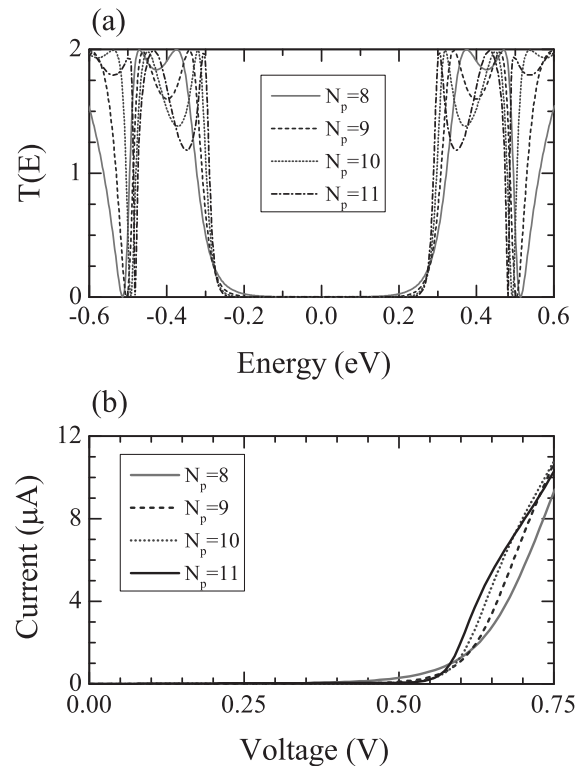 (a)
2
1
0
T(E)
N_p=8
N_p=9
N_p=10
N_p=11
-0.6 -0.4 -0.2 0.0 0.2 0.4 0.6
Energy (eV)
(b)
12
8
4
0
Current (μA)
N_p=8
N_p=9
N_p=10
N_p=11
0.00 0.25 0.50 0.75
Voltage (V)